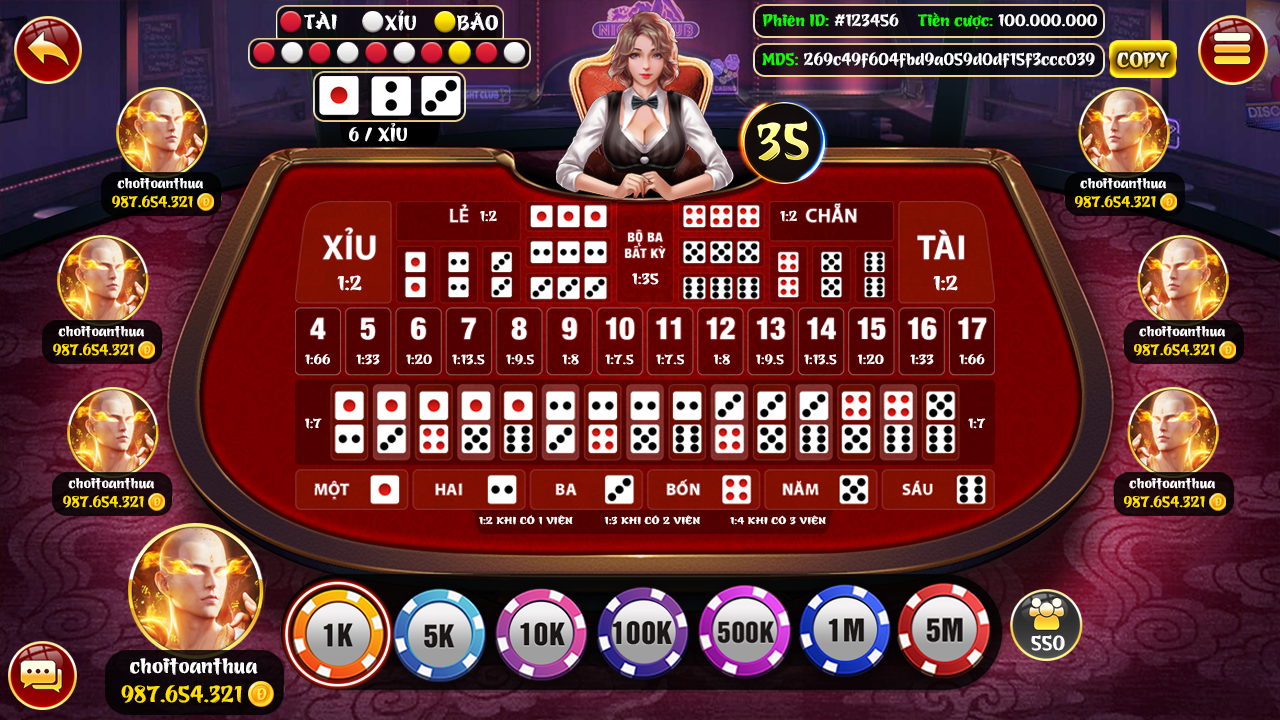 TÀI XỈU BÃO
6 / XỈU
Phiên ID: #123456 Tiền cược: 100.000.000
MD5: 269c49f604fbd9a059d0df15f3ccc039
COPY
35
choitoanthua
987.654.321
choitoanthua
987.654.321
choitoanthua
987.654.321
choitoanthua
987.654.321
choitoanthua
987.654.321
choitoanthua
987.654.321
XỈU
1:2
LẺ 1:2
BỘ BA
BẤT KỲ
1:35
1:2 CHẴN
TÀI
1:2
4 5 6 7 8 9 10 11 12 13 14 15 16 17
1:66 1:33 1:20 1:13.5 1:9.5 1:8 1:7.5 1:7.5 1:8 1:9.5 1:13.5 1:20 1:33 1:66
1:7 1:7
MỘT HAI BA BỐN NĂM SÁU
1:2 KHI CÓ 1 VIÊN 1:3 KHI CÓ 2 VIÊN 1:4 KHI CÓ 3 VIÊN
choitoanthua
987.654.321
1K 5K 10K 100K 500K 1M 5M
550